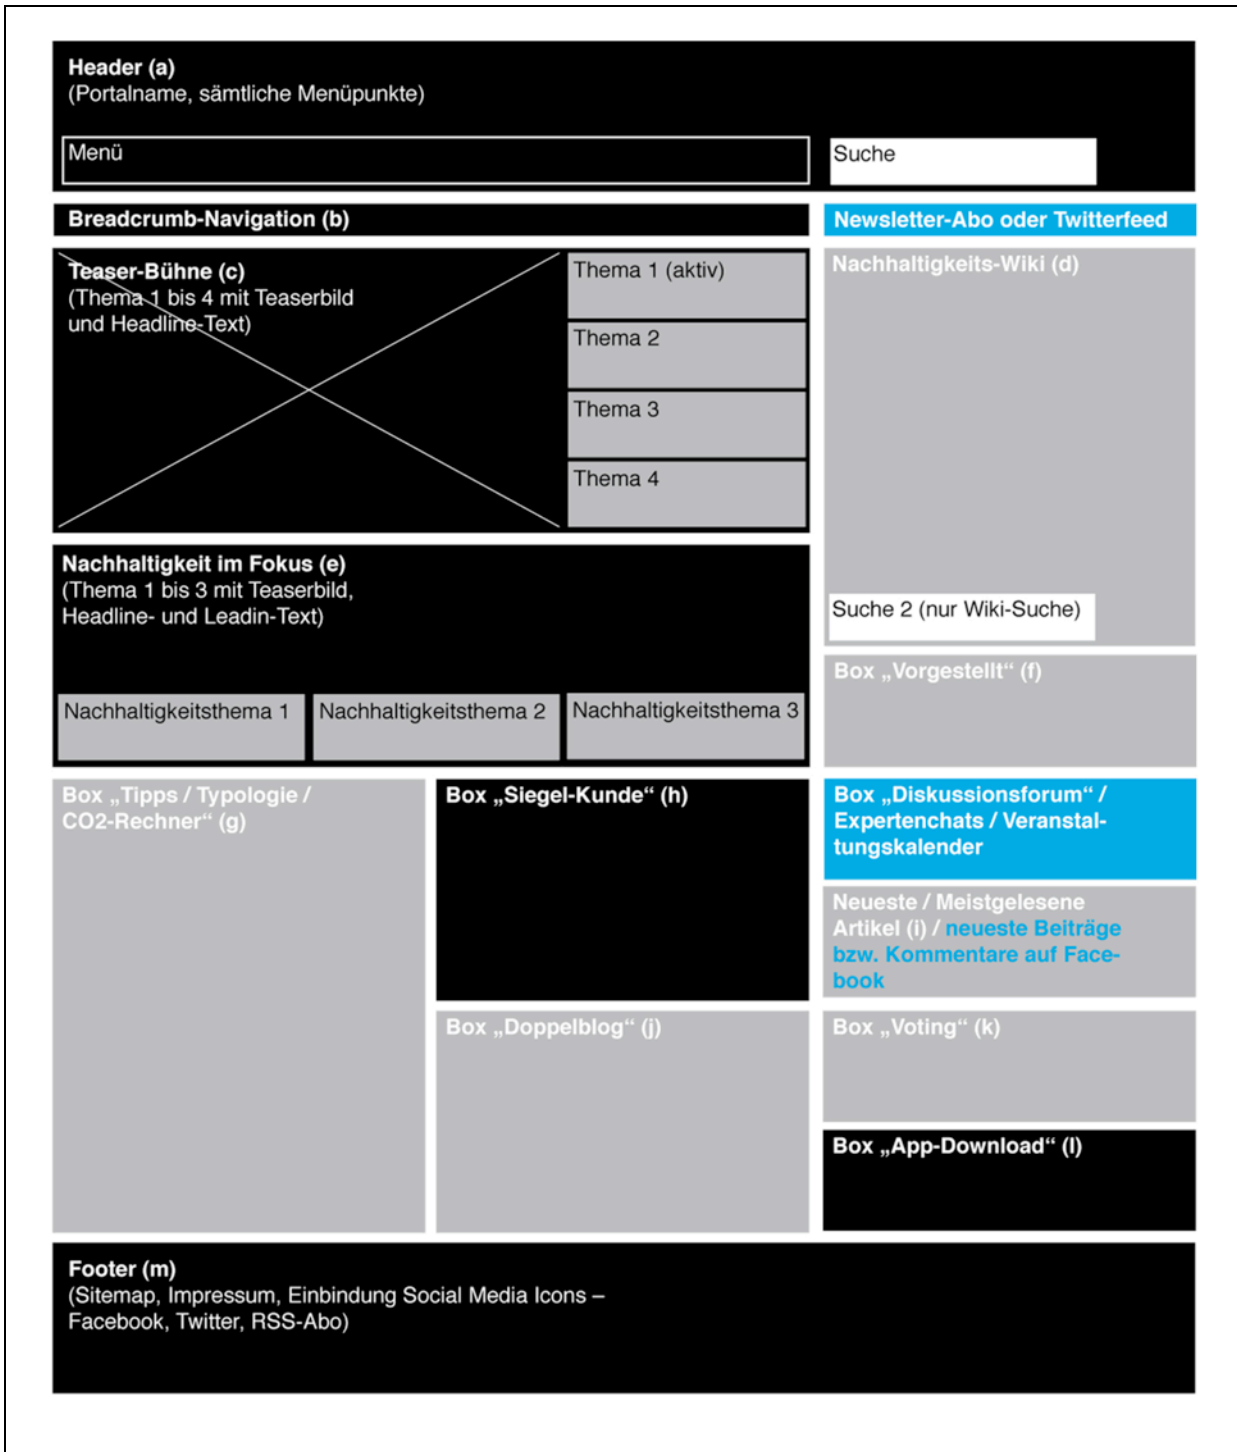 Header (a)
(Portalname, sämtliche Menüpunkte)
Menü
Suche
Breadcrumb-Navigation (b)
Newsletter-Abo oder Twitterfeed
Teaser-Bühne (c)
(Thema 1 bis 4 mit Teaserbild
und Headline-Text)
Thema 1 (aktiv)
Thema 2
Thema 3
Thema 4
Nachhaltigkeits-Wiki (d)
Suche 2 (nur Wiki-Suche)
Nachhaltigkeit im Fokus (e)
(Thema 1 bis 3 mit Teaserbild,
Headline- und Leadin-Text)
Nachhaltigkeitsthema 1
Nachhaltigkeitsthema 2
Nachhaltigkeitsthema 3
Box „Vorgestellt“ (f)
Box „Tipps / Typologie /
CO2-Rechner“ (g)
Box „Siegel-Kunde“ (h)
Box „Diskussionsforum“ /
Expertenchats / Veranstal-
tungskalender
Neueste / Meistgelesene
Artikel (i) / neueste Beiträge
bzw. Kommentare auf Face-
book
Box „Doppelblog“ (j)
Box „Voting“ (k)
Box „App-Download“ (l)
Footer (m)
(Sitemap, Impressum, Einbindung Social Media Icons –
Facebook, Twitter, RSS-Abo)